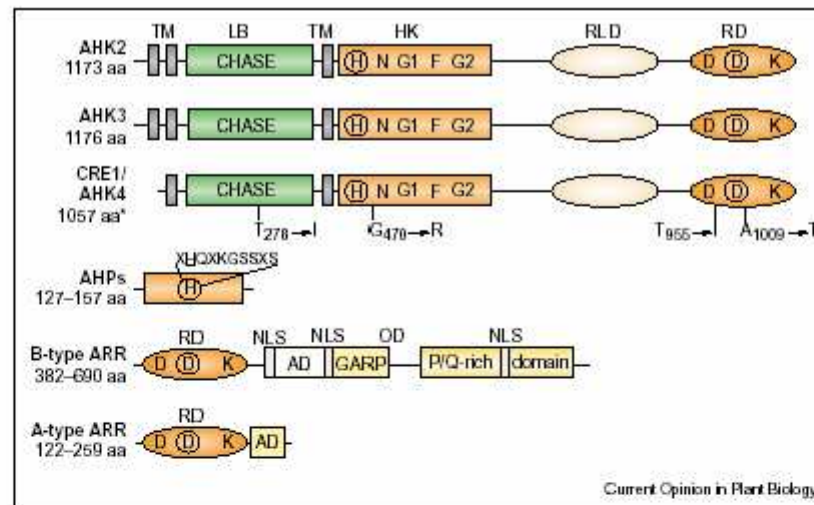 TM LB TM HK RLD RD
AHK2 CHASE H N G1 F G2 D D K
1173 aa
AHK3 CHASE H N G1 F G2 D D K
1176 aa
CRE1/
AHK4 CHASE H N G1 F G2 D D K
1057 aa*
T278→I G470→R T955→I A1009→T
XHQXKGSSXS
AHPs H
127–157 aa
RD NLS NLS OD NLS
B-type ARR D D K AD GARP P/Q-rich domain
382–690 aa
RD
A-type ARR D D K AD
122–259 aa
Current Opinion in Plant Biology